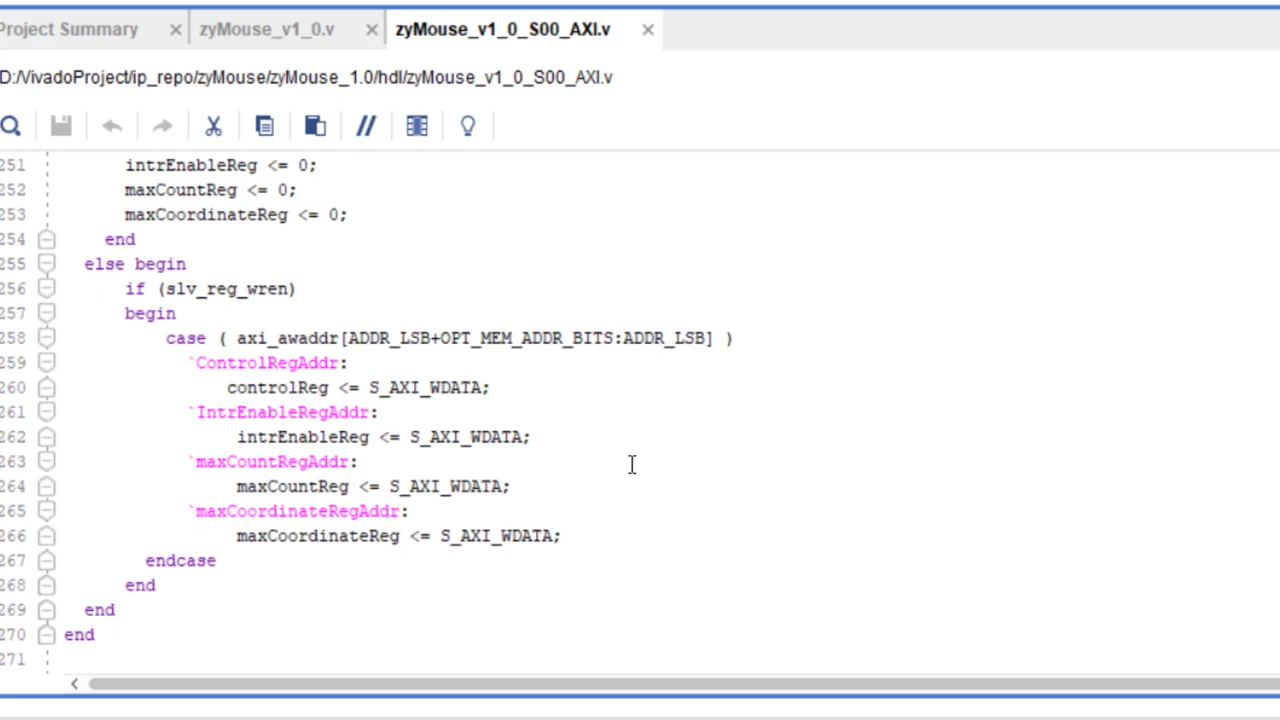 Project Summary zyMouse_v1_0.v zyMouse_v1_0_S00_AXI.v
D:/VivadoProject/ip_repo/zyMouse/zyMouse_1.0/hdl/zyMouse_v1_0_S00_AXI.v
251 intrEnableReg <= 0;
252 maxCountReg <= 0;
253 maxCoordinateReg <= 0;
254 end
255 else begin
256 if (slv_reg_wren)
257 begin
258 case ( axi_awaddr[ADDR_LSB+OPT_MEM_ADDR_BITS:ADDR_LSB] )
259 `ControlRegAddr:
260 controlReg <= S_AXI_WDATA;
261 `IntrEnableRegAddr:
262 intrEnableReg <= S_AXI_WDATA;
263 `maxCountRegAddr:
264 maxCountReg <= S_AXI_WDATA;
265 `maxCoordinateRegAddr:
266 maxCoordinateReg <= S_AXI_WDATA;
267 endcase
268 end
269 end
270 end
271